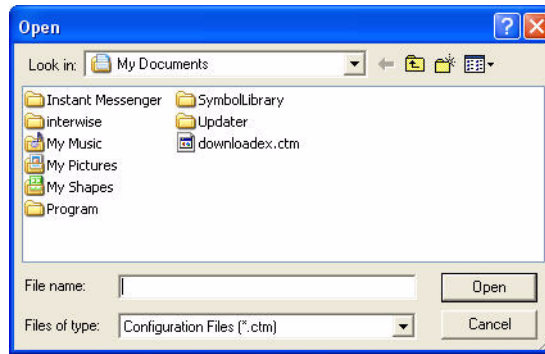 Open
Look in: My Documents
Instant Messenger
interwise
My Music
My Pictures
My Shapes
Program
SymbolLibrary
Updater
downloadex.ctm
File name: Open
Files of type: Configuration Files (*.ctm) Cancel